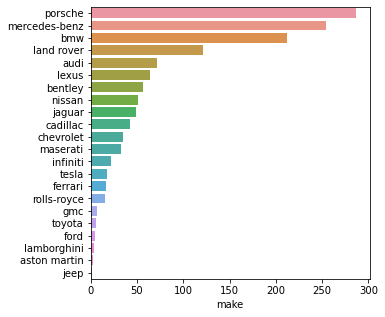 porsche
mercedes-benz
bmw
land rover
audi
lexus
bentley
nissan
jaguar
cadillac
chevrolet
maserati
infiniti
tesla
ferrari
rolls-royce
gmc
toyota
ford
lamborghini
aston martin
jeep
0 50 100 150 200 250 300
make